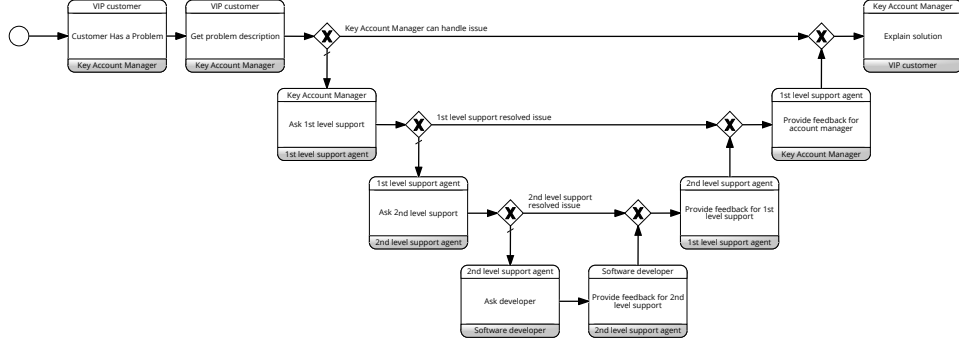 VIP customer
Customer Has a Problem
Key Account Manager
VIP customer
Get problem description
Key Account Manager
X
Key Account Manager can handle issue
X
Key Account Manager
Explain solution
VIP customer
Key Account Manager
Ask 1st level support
1st level support agent
X
1st level support resolved issue
X
1st level support agent
Provide feedback for
account manager
Key Account Manager
1st level support agent
Ask 2nd level support
2nd level support agent
X
2nd level support
resolved issue
X
2nd level support agent
Provide feedback for 1st
level support
1st level support agent
2nd level support agent
Ask developer
Software developer
Software developer
Provide feedback for 2nd
level support
2nd level support agent